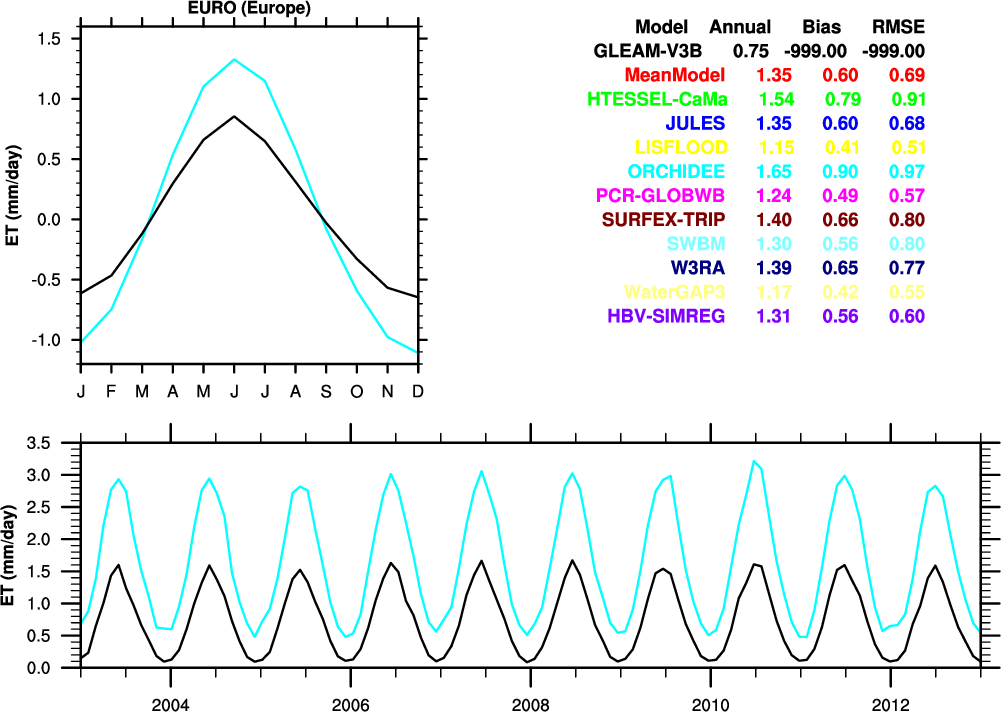 EURO (Europe)
1.5
1.0
0.5
0.0
-0.5
-1.0
ET (mm/day)
J F M A M J J A S O N D
Model Annual Bias RMSE
GLEAM-V3B 0.75 -999.00 -999.00
MeanModel 1.35 0.60 0.69
HTESSEL-CaMa 1.54 0.79 0.91
JULES 1.35 0.60 0.68
LISFLOOD 1.15 0.41 0.51
ORCHIDEE 1.65 0.90 0.97
PCR-GLOBWB 1.24 0.49 0.57
SURFEX-TRIP 1.40 0.66 0.80
SWBM 1.30 0.56 0.80
W3RA 1.39 0.65 0.77
WaterGAP3 1.17 0.42 0.55
HBV-SIMREG 1.31 0.56 0.60
3.5
3.0
2.5
2.0
1.5
1.0
0.5
0.0
ET (mm/day)
2004 2006 2008 2010 2012